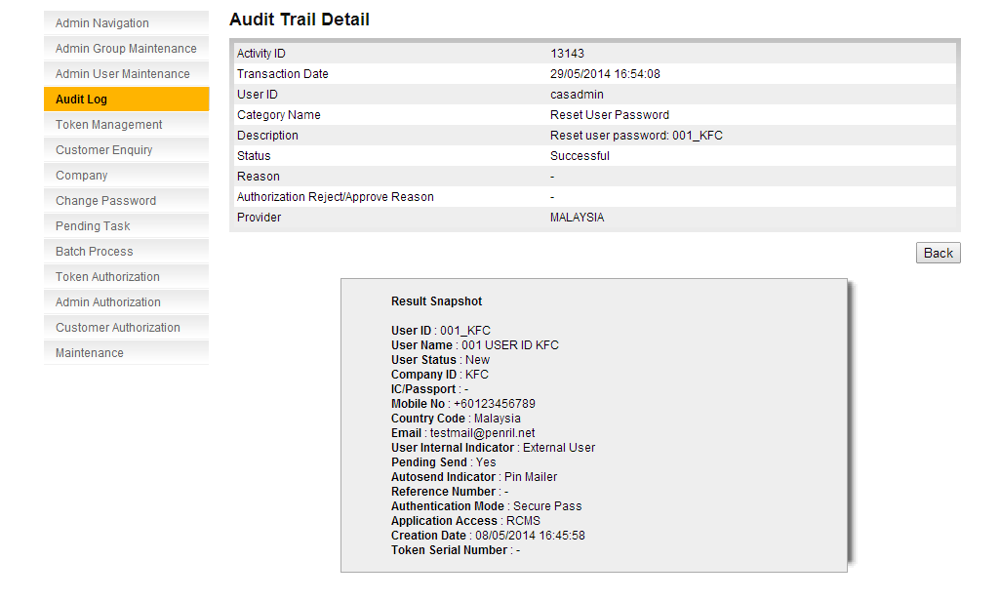 Admin Navigation
Admin Group Maintenance
Admin User Maintenance
Audit Log
Token Management
Customer Enquiry
Company
Change Password
Pending Task
Batch Process
Token Authorization
Admin Authorization
Customer Authorization
Maintenance
Audit Trail Detail
Activity ID 13143
Transaction Date 29/05/2014 16:54:08
User ID casadmin
Category Name Reset User Password
Description Reset user password: 001_KFC
Status Successful
Reason -
Authorization Reject/Approve Reason -
Provider MALAYSIA
Back
Result Snapshot
User ID : 001_KFC
User Name : 001 USER ID KFC
User Status : New
Company ID : KFC
IC/Passport : -
Mobile No : +60123456789
Country Code : Malaysia
Email : testmail@penril.net
User Internal Indicator : External User
Pending Send : Yes
Autosend Indicator : Pin Mailer
Reference Number : -
Authentication Mode : Secure Pass
Application Access : RCMS
Creation Date : 08/05/2014 16:45:58
Token Serial Number : -